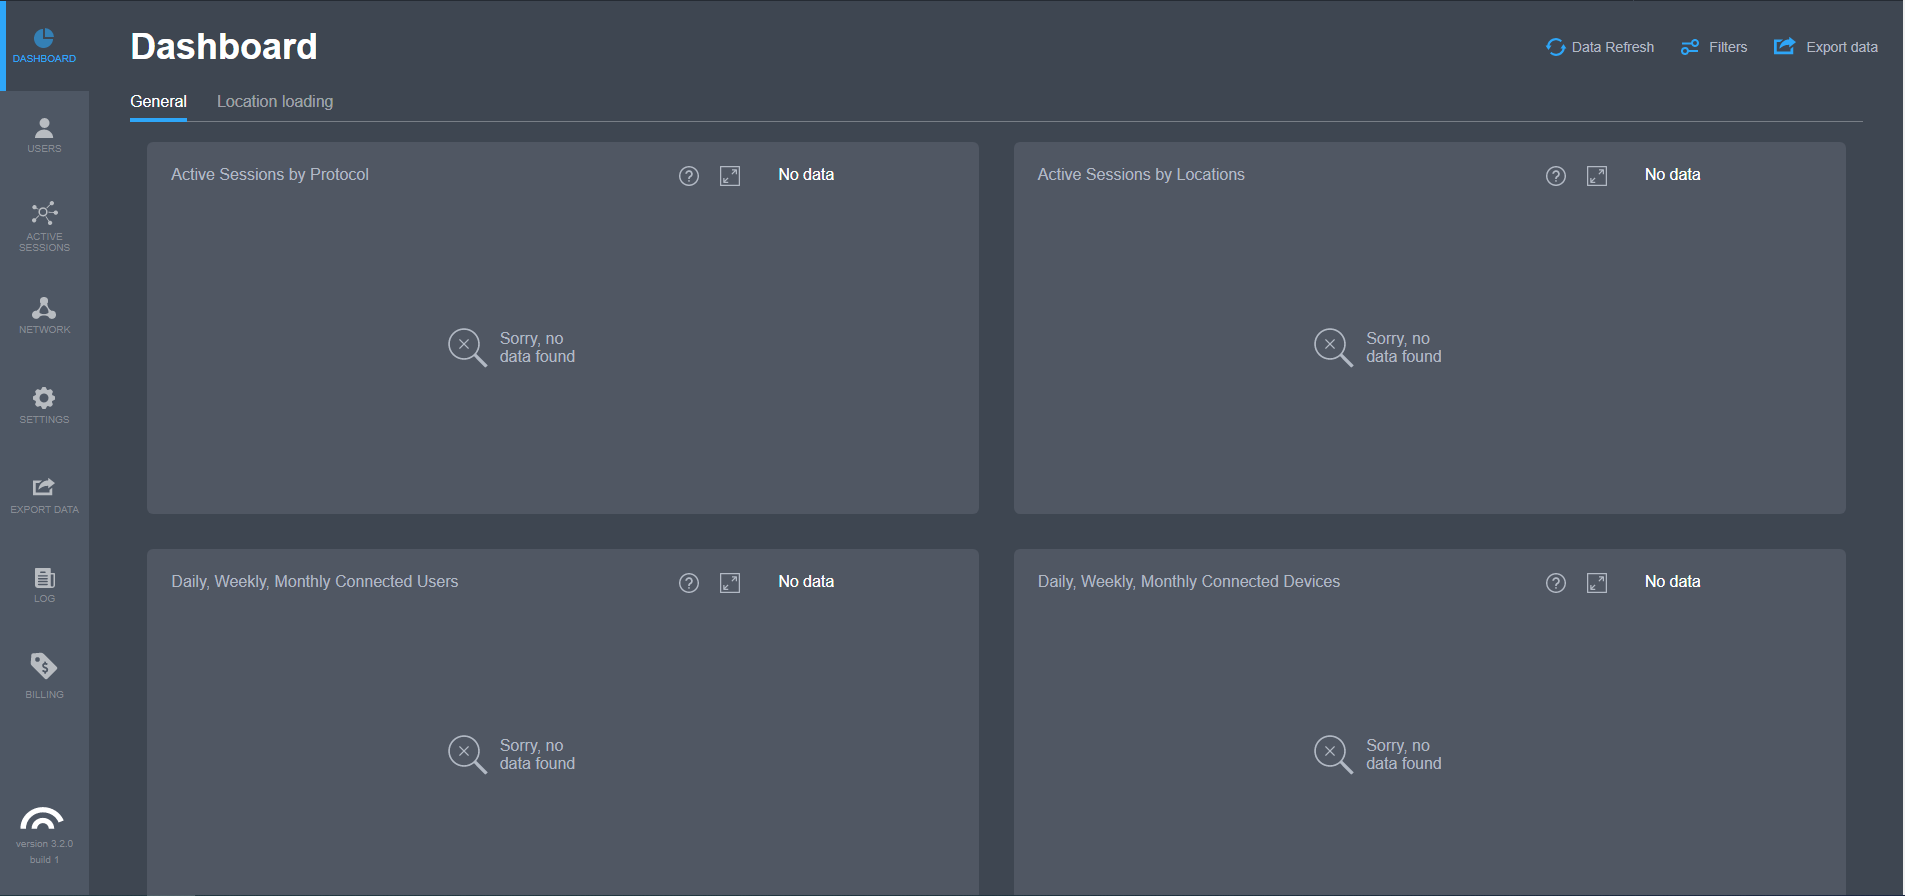 DASHBOARD
USERS
ACTIVE
SESSIONS
NETWORK
SETTINGS
EXPORT DATA
LOG
BILLING
version 3.2.0
build 1
Dashboard
Data Refresh
Filters
Export data
General
Location loading
Active Sessions by Protocol
No data
Sorry, no
data found
Active Sessions by Locations
No data
Sorry, no
data found
Daily, Weekly, Monthly Connected Users
No data
Sorry, no
data found
Daily, Weekly, Monthly Connected Devices
No data
Sorry, no
data found